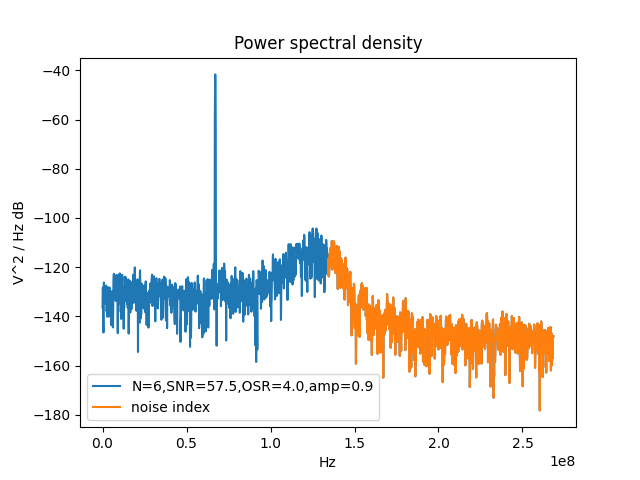 Power spectral density
V^2 / Hz dB
−40
−60
−80
−100
−120
−140
−160
−180
N=6,SNR=57.5,OSR=4.0,amp=0.9
noise index
0.0
0.5
1.0
1.5
2.0
2.5
1e8
Hz